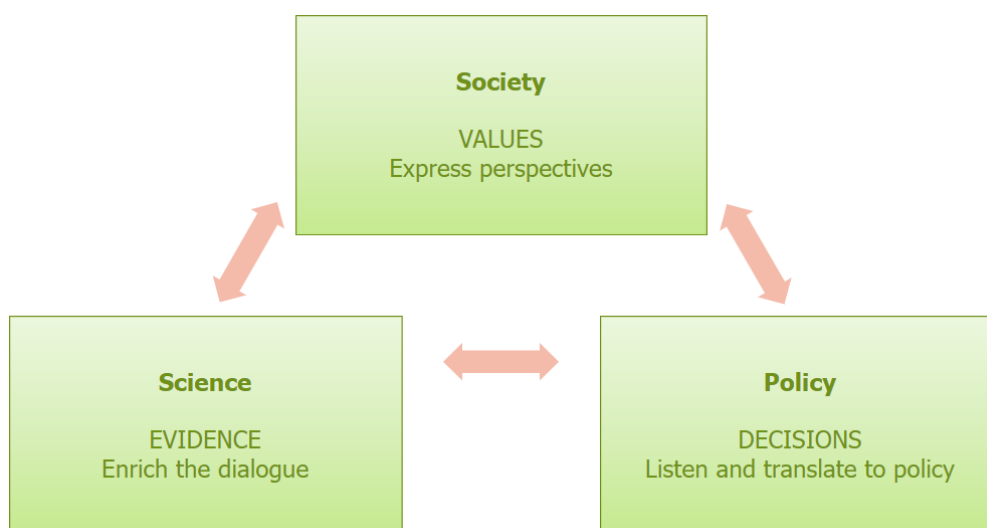 Society
VALUES
Express perspectives
Science
EVIDENCE
Enrich the dialogue
Policy
DECISIONS
Listen and translate to policy